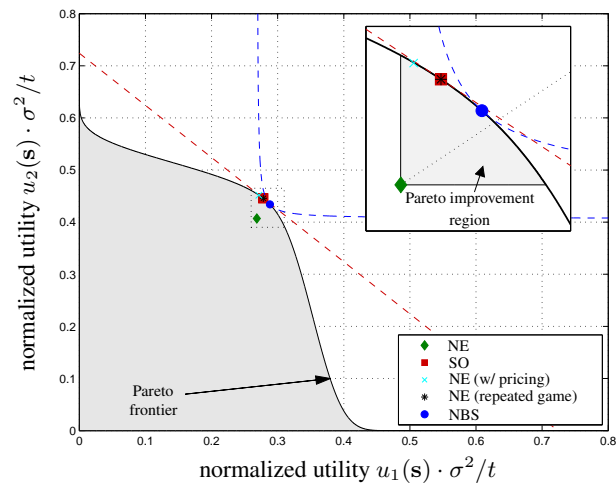 normalized utility u₂(s) · σ²/t
0.8
0.7
0.6
0.5
0.4
0.3
0.2
0.1
0
Pareto improvement
region
Pareto
frontier
NE
SO
NE (w/ pricing)
NE (repeated game)
NBS
0 0.1 0.2 0.3 0.4 0.5 0.6 0.7 0.8
normalized utility u₁(s) · σ²/t